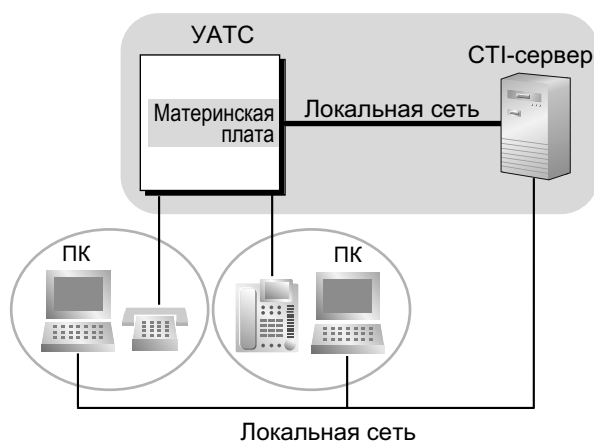 УАТС
CTI-сервер
Материнская
плата
Локальная сеть
ПК
ПК
Локальная сеть